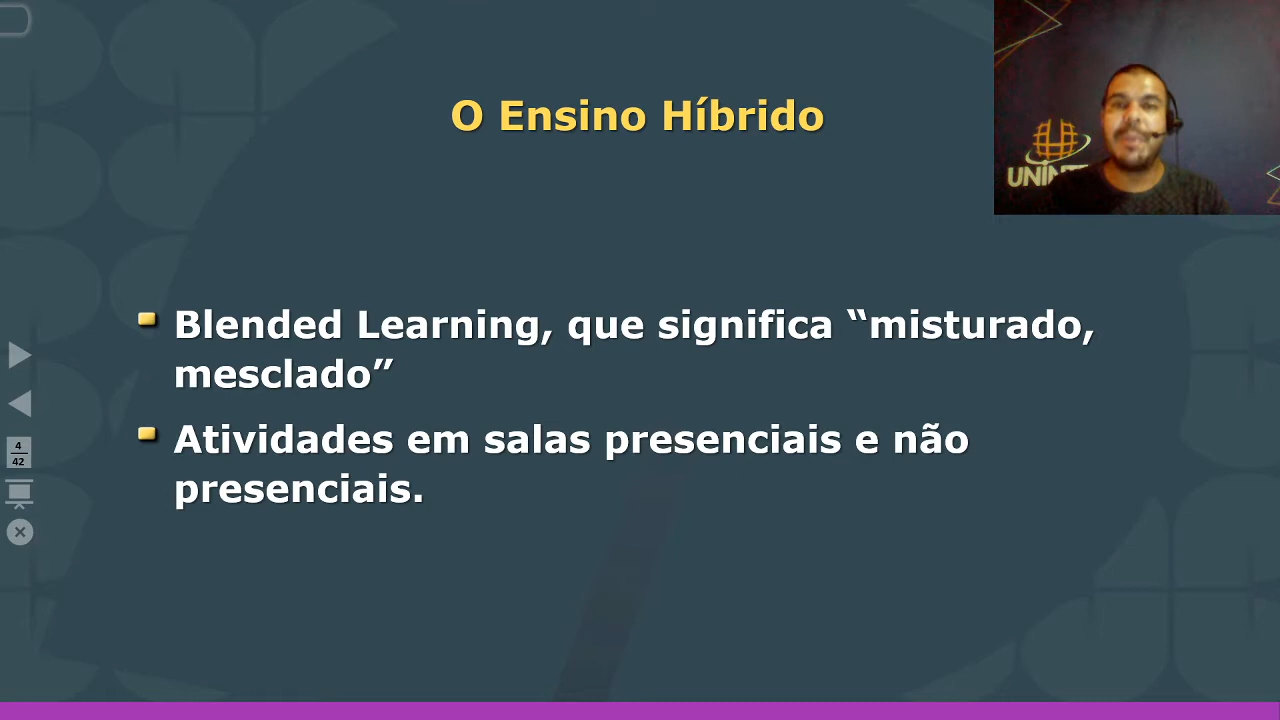 O Ensino Híbrido
Blended Learning, que significa “misturado,
mesclado”
Atividades em salas presenciais e não
presenciais.
4
42